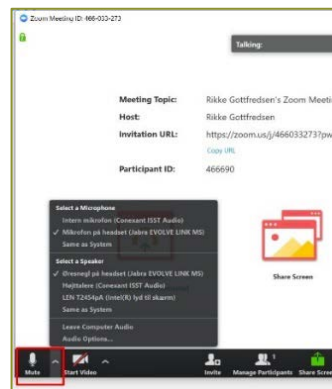 Zoom Meeting ID: 466-033-273
Talking:
Meeting Topic: Rikke Gottfredsen's Zoom Meeti
Host: Rikke Gottfredsen
Invitation URL: https://zoom.us/j/466033273?pw
Copy URL
Participant ID: 466690
Select a Microphone
Intern mikrofon (Conexant ISST Audio)
✓ Mikrofon på headset (Jabra EVOLVE LINK MS)
Same as System
Select a Speaker
✓ Øresnegl på headset (Jabra EVOLVE LINK MS)
Højttalere (Conexant ISST Audio)
LEN T2454pA (Intel(R) lyd til skærm)
Same as System
Leave Computer Audio
Audio Options...
Share Screen
Mute Start Video Invite 1 Manage Participants Share Scree